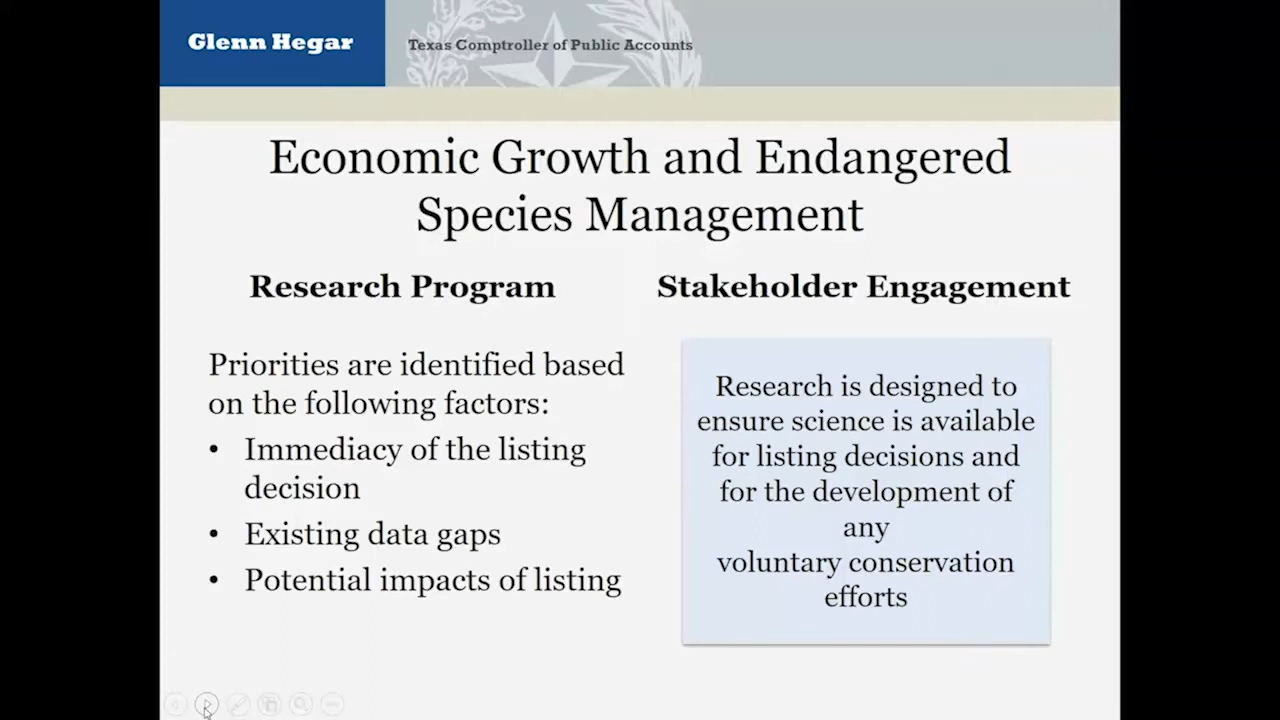 Glenn Hegar
Texas Comptroller of Public Accounts
Economic Growth and Endangered
Species Management
Research Program
Priorities are identified based
on the following factors:
• Immediacy of the listing
decision
• Existing data gaps
• Potential impacts of listing
Stakeholder Engagement
Research is designed to
ensure science is available
for listing decisions and
for the development of
any
voluntary conservation
efforts